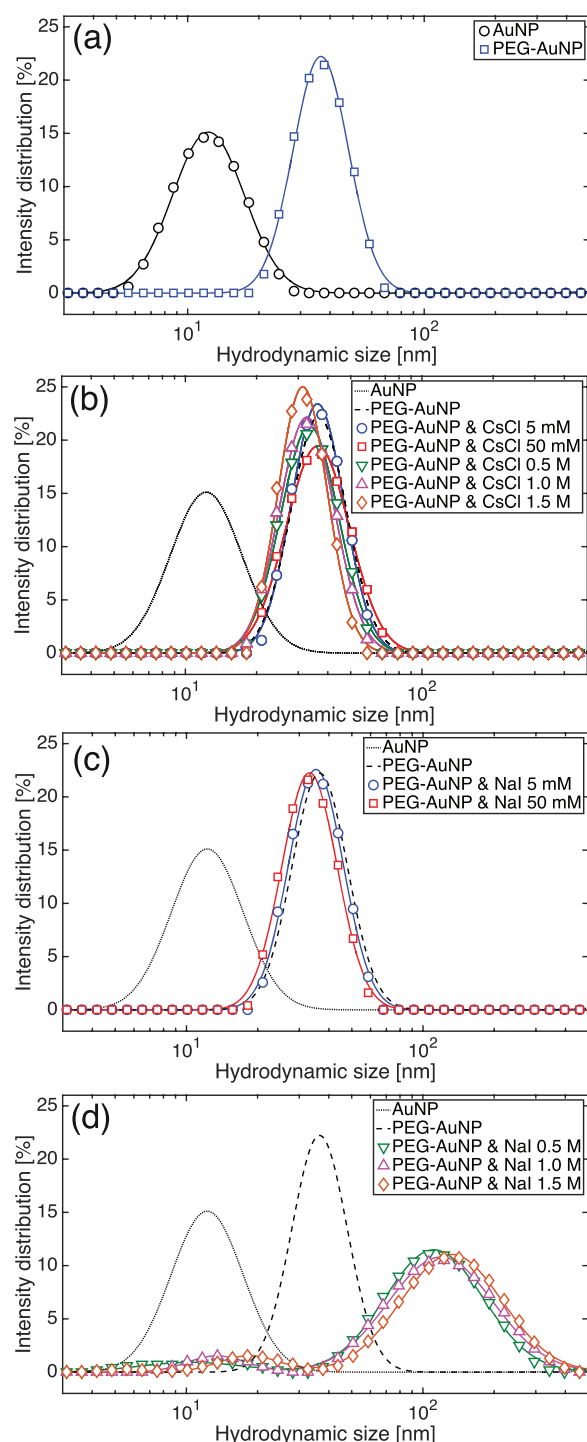 (a)
AuNP
PEG-AuNP
25
20
15
10
5
0
Intensity distribution [%]
10^1
10^2
Hydrodynamic size [nm]
(b)
AuNP
PEG-AuNP
PEG-AuNP & CsCl 5 mM
PEG-AuNP & CsCl 50 mM
PEG-AuNP & CsCl 0.5 M
PEG-AuNP & CsCl 1.0 M
PEG-AuNP & CsCl 1.5 M
25
20
15
10
5
0
Intensity distribution [%]
10^1
10^2
Hydrodynamic size [nm]
(c)
AuNP
PEG-AuNP
PEG-AuNP & NaI 5 mM
PEG-AuNP & NaI 50 mM
25
20
15
10
5
0
Intensity distribution [%]
10^1
10^2
Hydrodynamic size [nm]
(d)
AuNP
PEG-AuNP
PEG-AuNP & NaI 0.5 M
PEG-AuNP & NaI 1.0 M
PEG-AuNP & NaI 1.5 M
25
20
15
10
5
0
Intensity distribution [%]
10^1
10^2
Hydrodynamic size [nm]